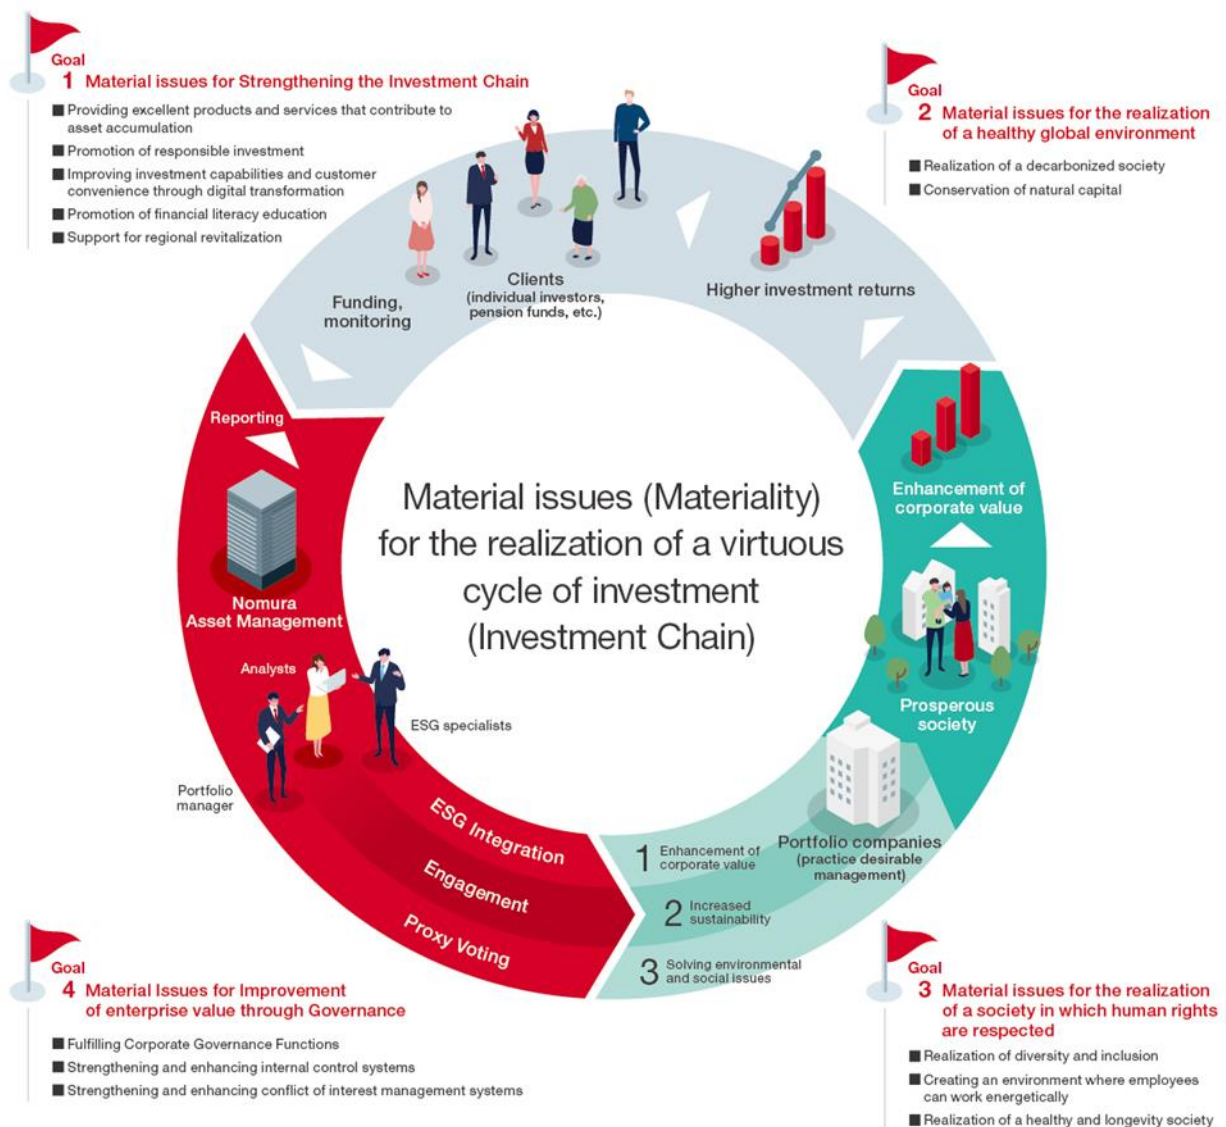 Goal
1 Material issues for Strengthening the Investment Chain
■ Providing excellent products and services that contribute to
asset accumulation
■ Promotion of responsible investment
■ Improving investment capabilities and customer
convenience through digital transformation
■ Promotion of financial literacy education
■ Support for regional revitalization
Goal
2 Material issues for the realization
of a healthy global environment
■ Realization of a decarbonized society
■ Conservation of natural capital
Funding,
monitoring
Clients
(individual investors,
pension funds, etc.)
Higher investment returns
Reporting
Nomura
Asset Management
Analysts
ESG specialists
Portfolio
manager
Material issues (Materiality)
for the realization of a virtuous
cycle of investment
(Investment Chain)
Enhancement of
corporate value
Prosperous
society
Portfolio companies
(practice desirable
management)
ESG Integration
Engagement
Proxy Voting
1 Enhancement of
corporate value
2 Increased
sustainability
3 Solving environmental
and social issues
Goal
4 Material Issues for Improvement
of enterprise value through Governance
■ Fulfilling Corporate Governance Functions
■ Strengthening and enhancing internal control systems
■ Strengthening and enhancing conflict of interest management systems
Goal
3 Material issues for the realization
of a society in which human rights
are respected
■ Realization of diversity and inclusion
■ Creating an environment where employees
can work energetically
■ Realization of a healthy and longevity society